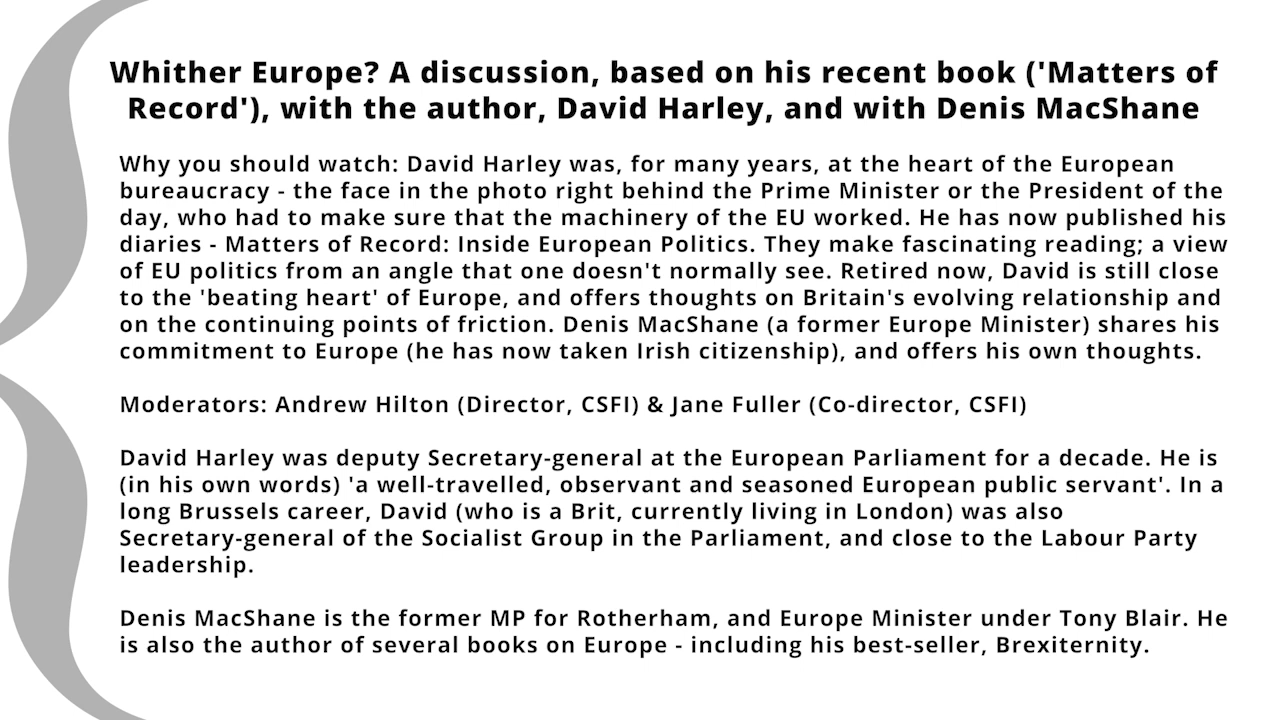 Whither Europe? A discussion, based on his recent book ('Matters of
Record'), with the author, David Harley, and with Denis MacShane
Why you should watch: David Harley was, for many years, at the heart of the European
bureaucracy - the face in the photo right behind the Prime Minister or the President of the
day, who had to make sure that the machinery of the EU worked. He has now published his
diaries - Matters of Record: Inside European Politics. They make fascinating reading; a view
of EU politics from an angle that one doesn't normally see. Retired now, David is still close
to the 'beating heart' of Europe, and offers thoughts on Britain's evolving relationship and
on the continuing points of friction. Denis MacShane (a former Europe Minister) shares his
commitment to Europe (he has now taken Irish citizenship), and offers his own thoughts.
Moderators: Andrew Hilton (Director, CSFI) & Jane Fuller (Co-director, CSFI)
David Harley was deputy Secretary-general at the European Parliament for a decade. He is
(in his own words) 'a well-travelled, observant and seasoned European public servant'. In a
long Brussels career, David (who is a Brit, currently living in London) was also
Secretary-general of the Socialist Group in the Parliament, and close to the Labour Party
leadership.
Denis MacShane is the former MP for Rotherham, and Europe Minister under Tony Blair. He
is also the author of several books on Europe - including his best-seller, Brexiternity.